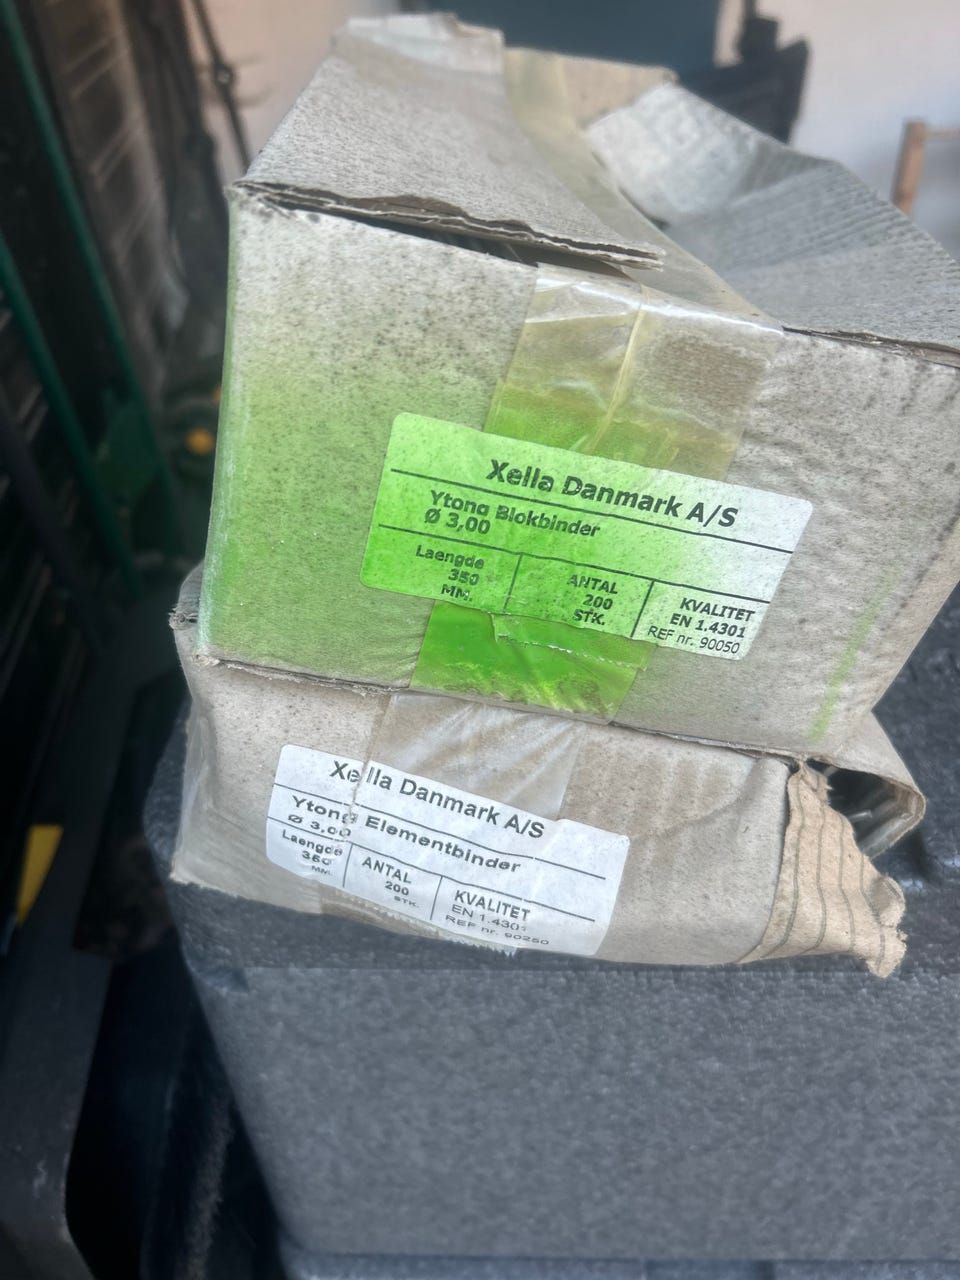 Xella Danmark A/S
Ytong Blokbinder
Ø 3,00
Laengde
350
MM.
ANTAL
200
STK.
KVALITET
EN 1.4301
REF nr. 90050
Xella Danmark A/S
Ytong Elementbinder
Ø 3,00
Laengde
350
MM.
ANTAL
200
STK.
KVALITET
EN 1.4301
REF nr. 90250